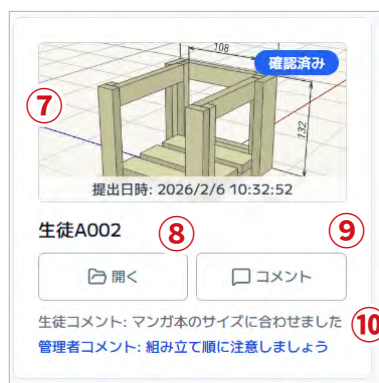 108
確認済み
⑦
132
提出日時: 2026/2/6 10:32:52
生徒A002
⑧
⑨
開く
コメント
生徒コメント: マンガ本のサイズに合わせました
⑩
管理者コメント: 組み立て順に注意しましょう